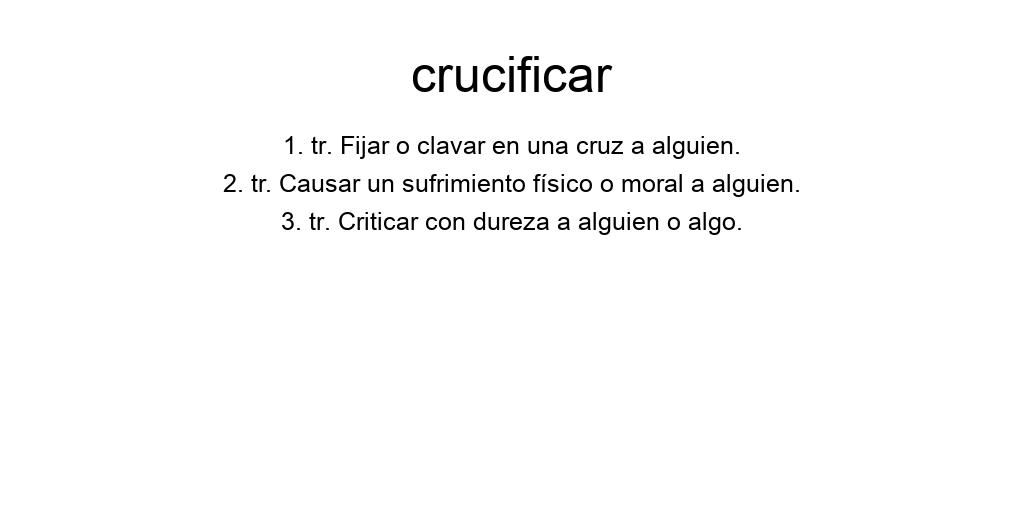 crucificar
1. tr. Fijar o clavar en una cruz a alguien.
2. tr. Causar un sufrimiento físico o moral a alguien.
3. tr. Criticar con dureza a alguien o algo.